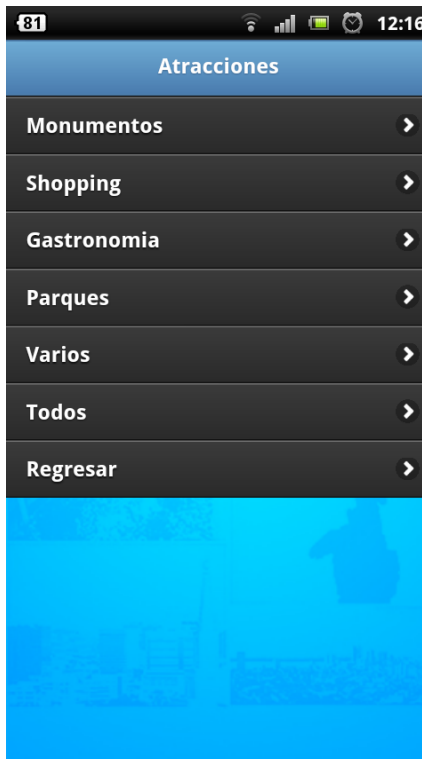 81 12:16
Atracciones
Monumentos
Shopping
Gastronomia
Parques
Varios
Todos
Regresar